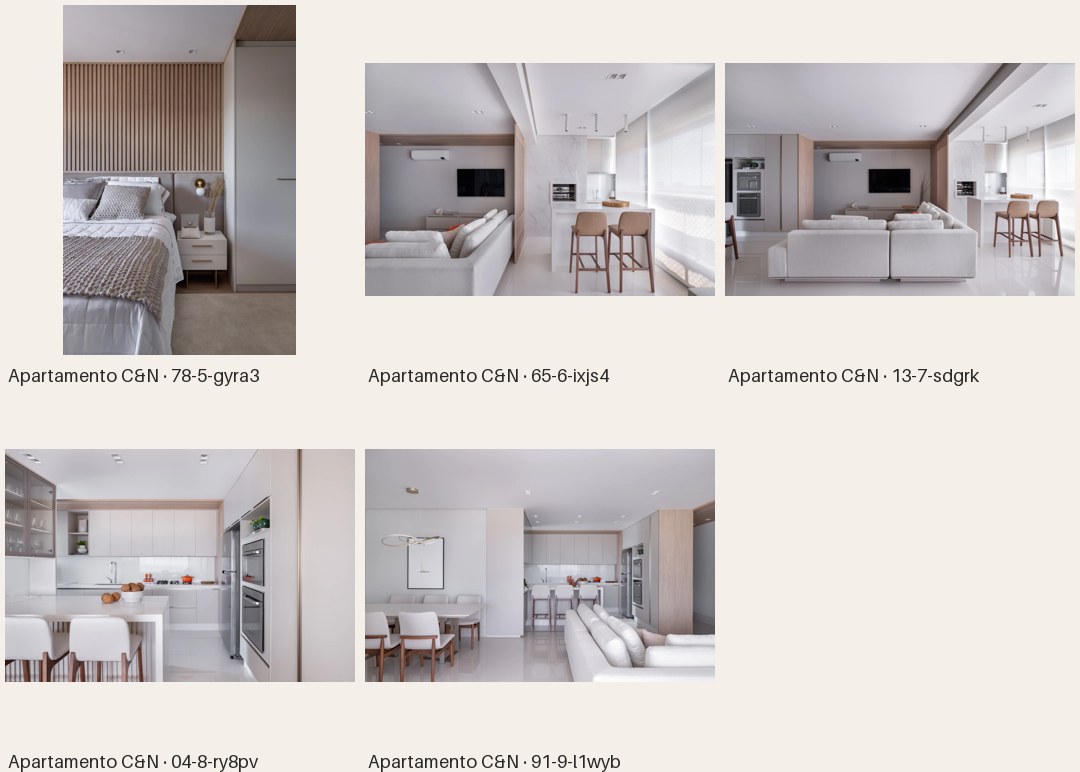 Apartamento C&N · 78-5-gyra3
Apartamento C&N · 65-6-ixjs4
Apartamento C&N · 13-7-sdgrk
Apartamento C&N · 04-8-ry8pv
Apartamento C&N · 91-9-l1wyb